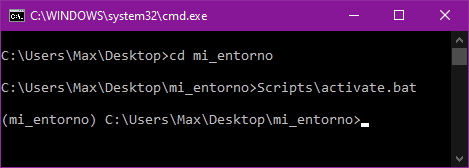 C:\WINDOWS\system32\cmd.exe
C:\Users\Max\Desktop>cd mi_entorno
C:\Users\Max\Desktop\mi_entorno>Scripts\activate.bat
(mi_entorno) C:\Users\Max\Desktop\mi_entorno>